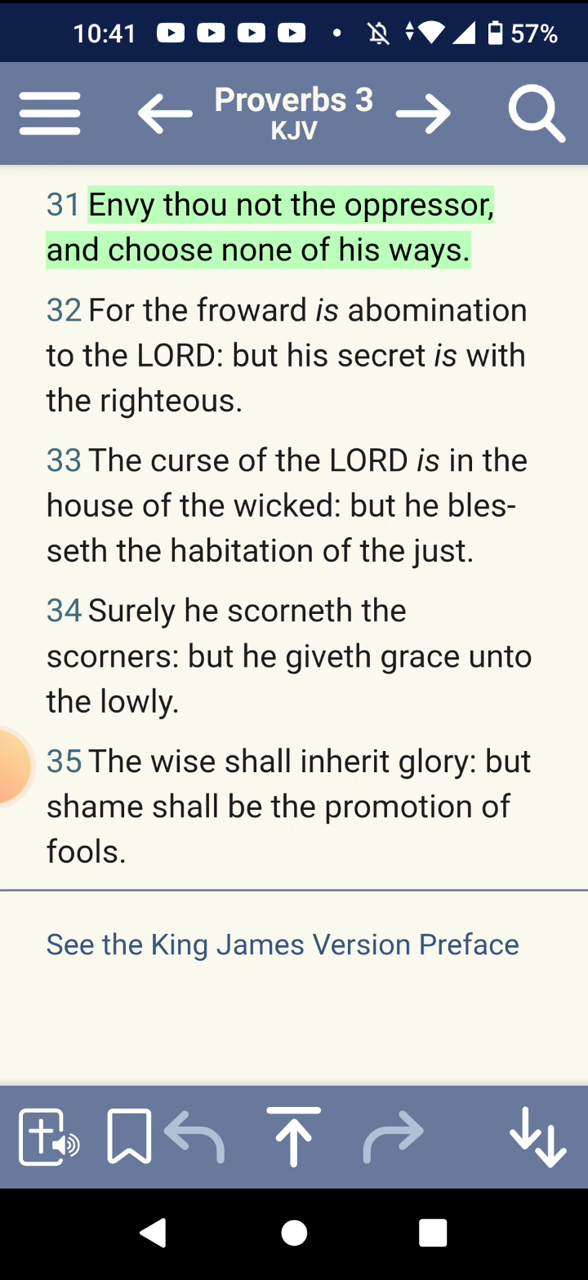 10:41
57%
Proverbs 3
KJV
31 Envy thou not the oppressor,
and choose none of his ways.
32 For the froward is abomination
to the LORD: but his secret is with
the righteous.
33 The curse of the LORD is in the
house of the wicked: but he bles-
seth the habitation of the just.
34 Surely he scorneth the
scorners: but he giveth grace unto
the lowly.
35 The wise shall inherit glory: but
shame shall be the promotion of
fools.
See the King James Version Preface